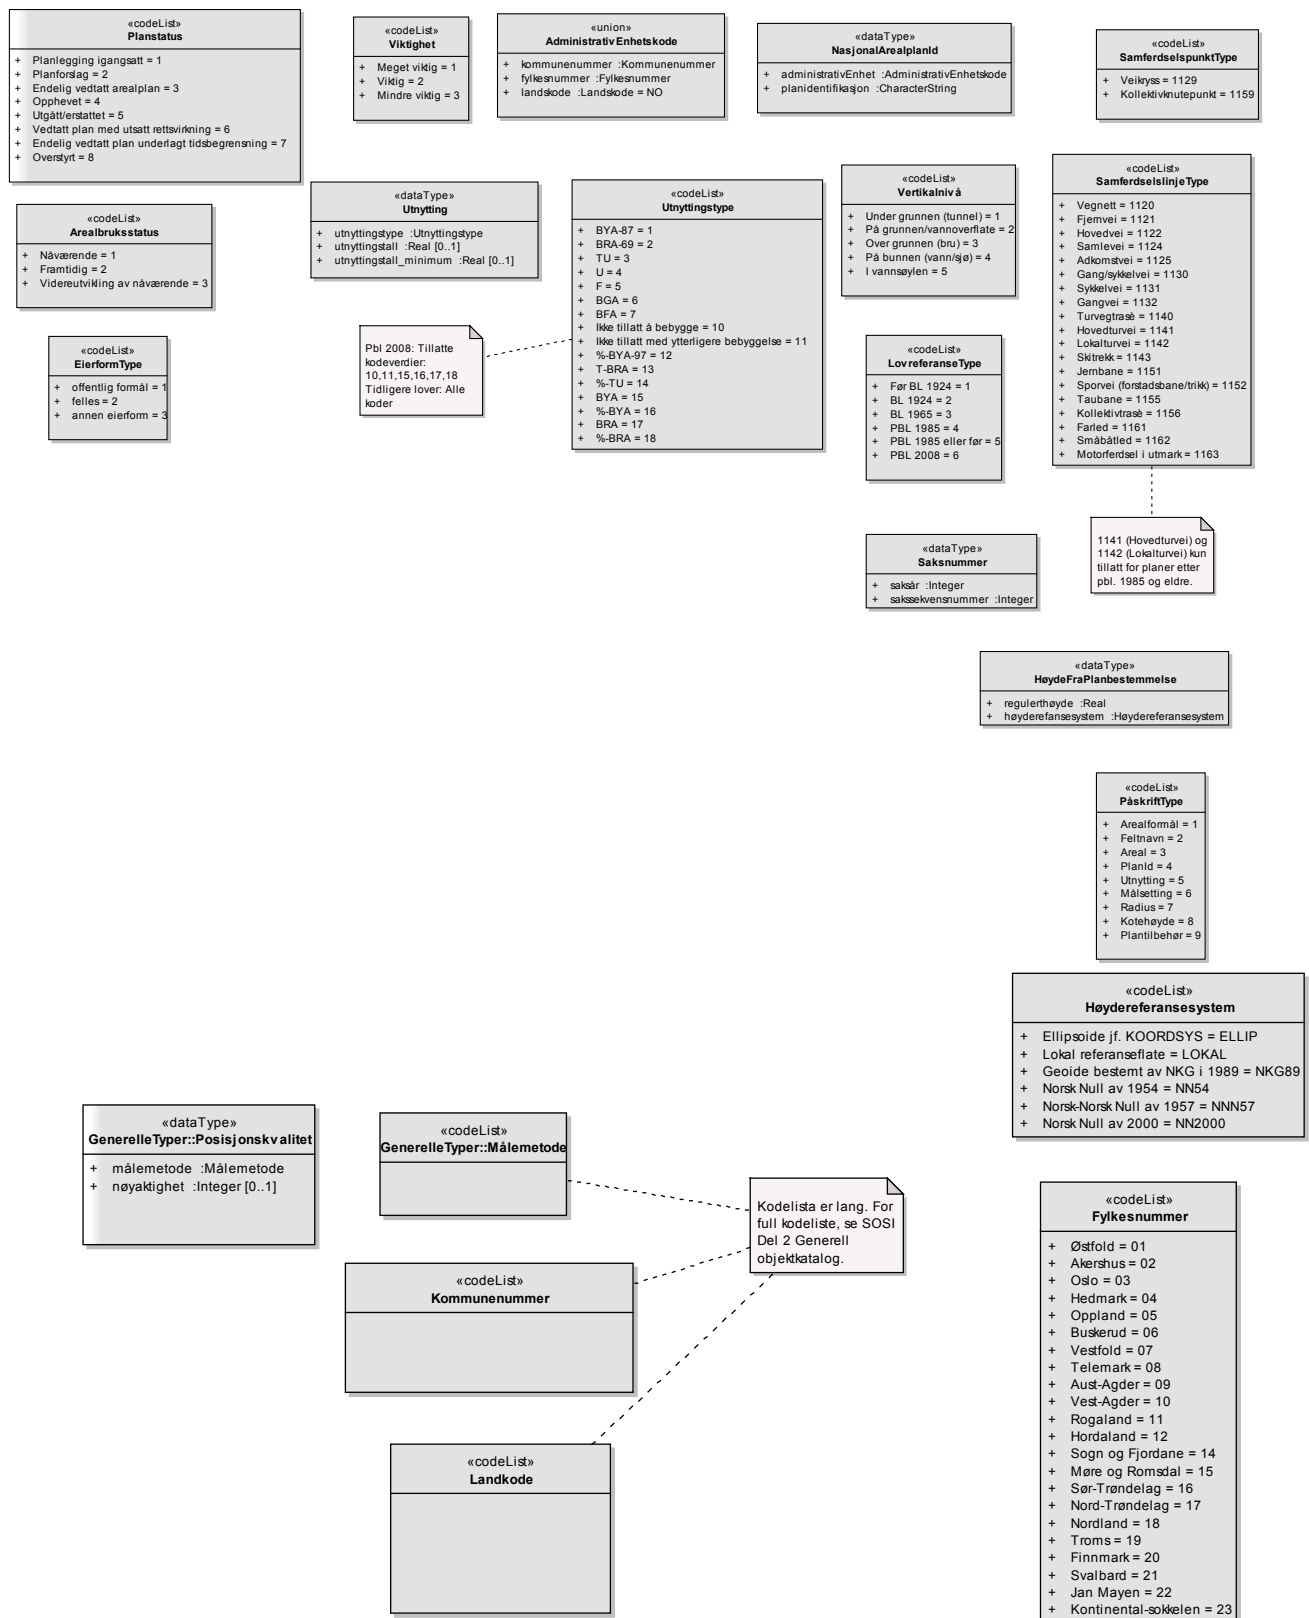 «codeList»
Planstatus
+ Planlegging igangsatt = 1
+ Planforslag = 2
+ Endelig vedtatt arealplan = 3
+ Opphevet = 4
+ Utgått/erstattet = 5
+ Vedtatt plan med utsatt rettsvirkning = 6
+ Endelig vedtatt plan underlagt tidsbegrensning = 7
+ Overstyrt = 8
«codeList»
Viktighet
+ Meget viktig = 1
+ Viktig = 2
+ Mindre viktig = 3
«union»
AdministrativEnhetskode
+ kommunenummer :Kommunenummer
+ fylkesnummer :Fylkesnummer
+ landskode :Landskode = NO
«dataType»
NasjonalArealplanId
+ administrativEnhet :AdministrativEnhetskode
+ planidentifikasjon :CharacterString
«codeList»
SamferdselspunktType
+ Veikryss = 1129
+ Kollektivknutepunkt = 1159
«codeList»
Arealbruksstatus
+ Nåværende = 1
+ Framtidig = 2
+ Videreutvikling av nåværende = 3
«dataType»
Utnytting
+ utnyttingstype :Utnyttingstype
+ utnyttingstall :Real [0..1]
+ utnyttingstall_minimum :Real [0..1]
«codeList»
Utnyttingstype
+ BYA-87 = 1
+ BRA-69 = 2
+ TU = 3
+ U = 4
+ F = 5
+ BGA = 6
+ BFA = 7
+ Ikke tillatt å bebygge = 10
+ Ikke tillatt med ytterligere bebyggelse = 11
+ %-BYA-97 = 12
+ T-BRA = 13
+ %-TU = 14
+ BYA = 15
+ %-BYA = 16
+ BRA = 17
+ %-BRA = 18
«codeList»
Vertikalnivå
+ Under grunnen (tunnel) = 1
+ På grunnen/vannoverflate = 2
+ Over grunnen (bru) = 3
+ På bunnen (vann/sjø) = 4
+ I vannsøylen = 5
«codeList»
SamferdselslinjeType
+ Vegnett = 1120
+ Fjernvei = 1121
+ Hovedvei = 1122
+ Samlevei = 1124
+ Adkomstvei = 1125
+ Gang/sykkelvei = 1130
+ Sykkelvei = 1131
+ Gangvei = 1132
+ Turvegtrasè = 1140
+ Hovedturvei = 1141
+ Lokalturvei = 1142
+ Skitrekk = 1143
+ Jernbane = 1151
+ Sporvei (forstadsbane/trikk) = 1152
+ Taubane = 1155
+ Kollektivtrasè = 1156
+ Farled = 1161
+ Småbåtled = 1162
+ Motorferdsel i utmark = 1163
«codeList»
EierformType
+ offentlig formål = 1
+ felles = 2
+ annen eierform = 3
Pbl 2008: Tillatte
kodeverdier:
10,11,15,16,17,18
Tidligere lover: Alle
koder
«codeList»
LovreferanseType
+ Før BL 1924 = 1
+ BL 1924 = 2
+ BL 1965 = 3
+ PBL 1985 = 4
+ PBL 1985 eller før = 5
+ PBL 2008 = 6
1141 (Hovedturvei) og
1142 (Lokalturvei) kun
tillatt for planer etter
pbl. 1985 og eldre.
«dataType»
Saksnummer
+ saksår :Integer
+ sakssekvensnummer :Integer
«dataType»
HøydeFraPlanbestemmelse
+ regulerthøyde :Real
+ høyderefansesystem :Høydereferansesystem
«codeList»
PåskriftType
+ Arealformål = 1
+ Feltnavn = 2
+ Areal = 3
+ PlanId = 4
+ Utnytting = 5
+ Målsetting = 6
+ Radius = 7
+ Kotehøyde = 8
+ Plantilbehør = 9
«codeList»
Høydereferansesystem
+ Ellipsoide jf. KOORDSYS = ELLIP
+ Lokal referanseflate = LOKAL
+ Geoide bestemt av NKG i 1989 = NKG89
+ Norsk Null av 1954 = NN54
+ Norsk-Norsk Null av 1957 = NNN57
+ Norsk Null av 2000 = NN2000
«dataType»
GenerelleTyper::Posisjonskvalitet
+ målemetode :Målemetode
+ nøyaktighet :Integer [0..1]
«codeList»
GenerelleTyper::Målemetode
Kodelista er lang. For
full kodeliste, se SOSI
Del 2 Generell
objektkatalog.
«codeList»
Kommunenummer
«codeList»
Landkode
«codeList»
Fylkesnummer
+ Østfold = 01
+ Akershus = 02
+ Oslo = 03
+ Hedmark = 04
+ Oppland = 05
+ Buskerud = 06
+ Vestfold = 07
+ Telemark = 08
+ Aust-Agder = 09
+ Vest-Agder = 10
+ Rogaland = 11
+ Hordaland = 12
+ Sogn og Fjordane = 14
+ Møre og Romsdal = 15
+ Sør-Trøndelag = 16
+ Nord-Trøndelag = 17
+ Nordland = 18
+ Troms = 19
+ Finnmark = 20
+ Svalbard = 21
+ Jan Mayen = 22
+ Kontinental-sokkelen = 23